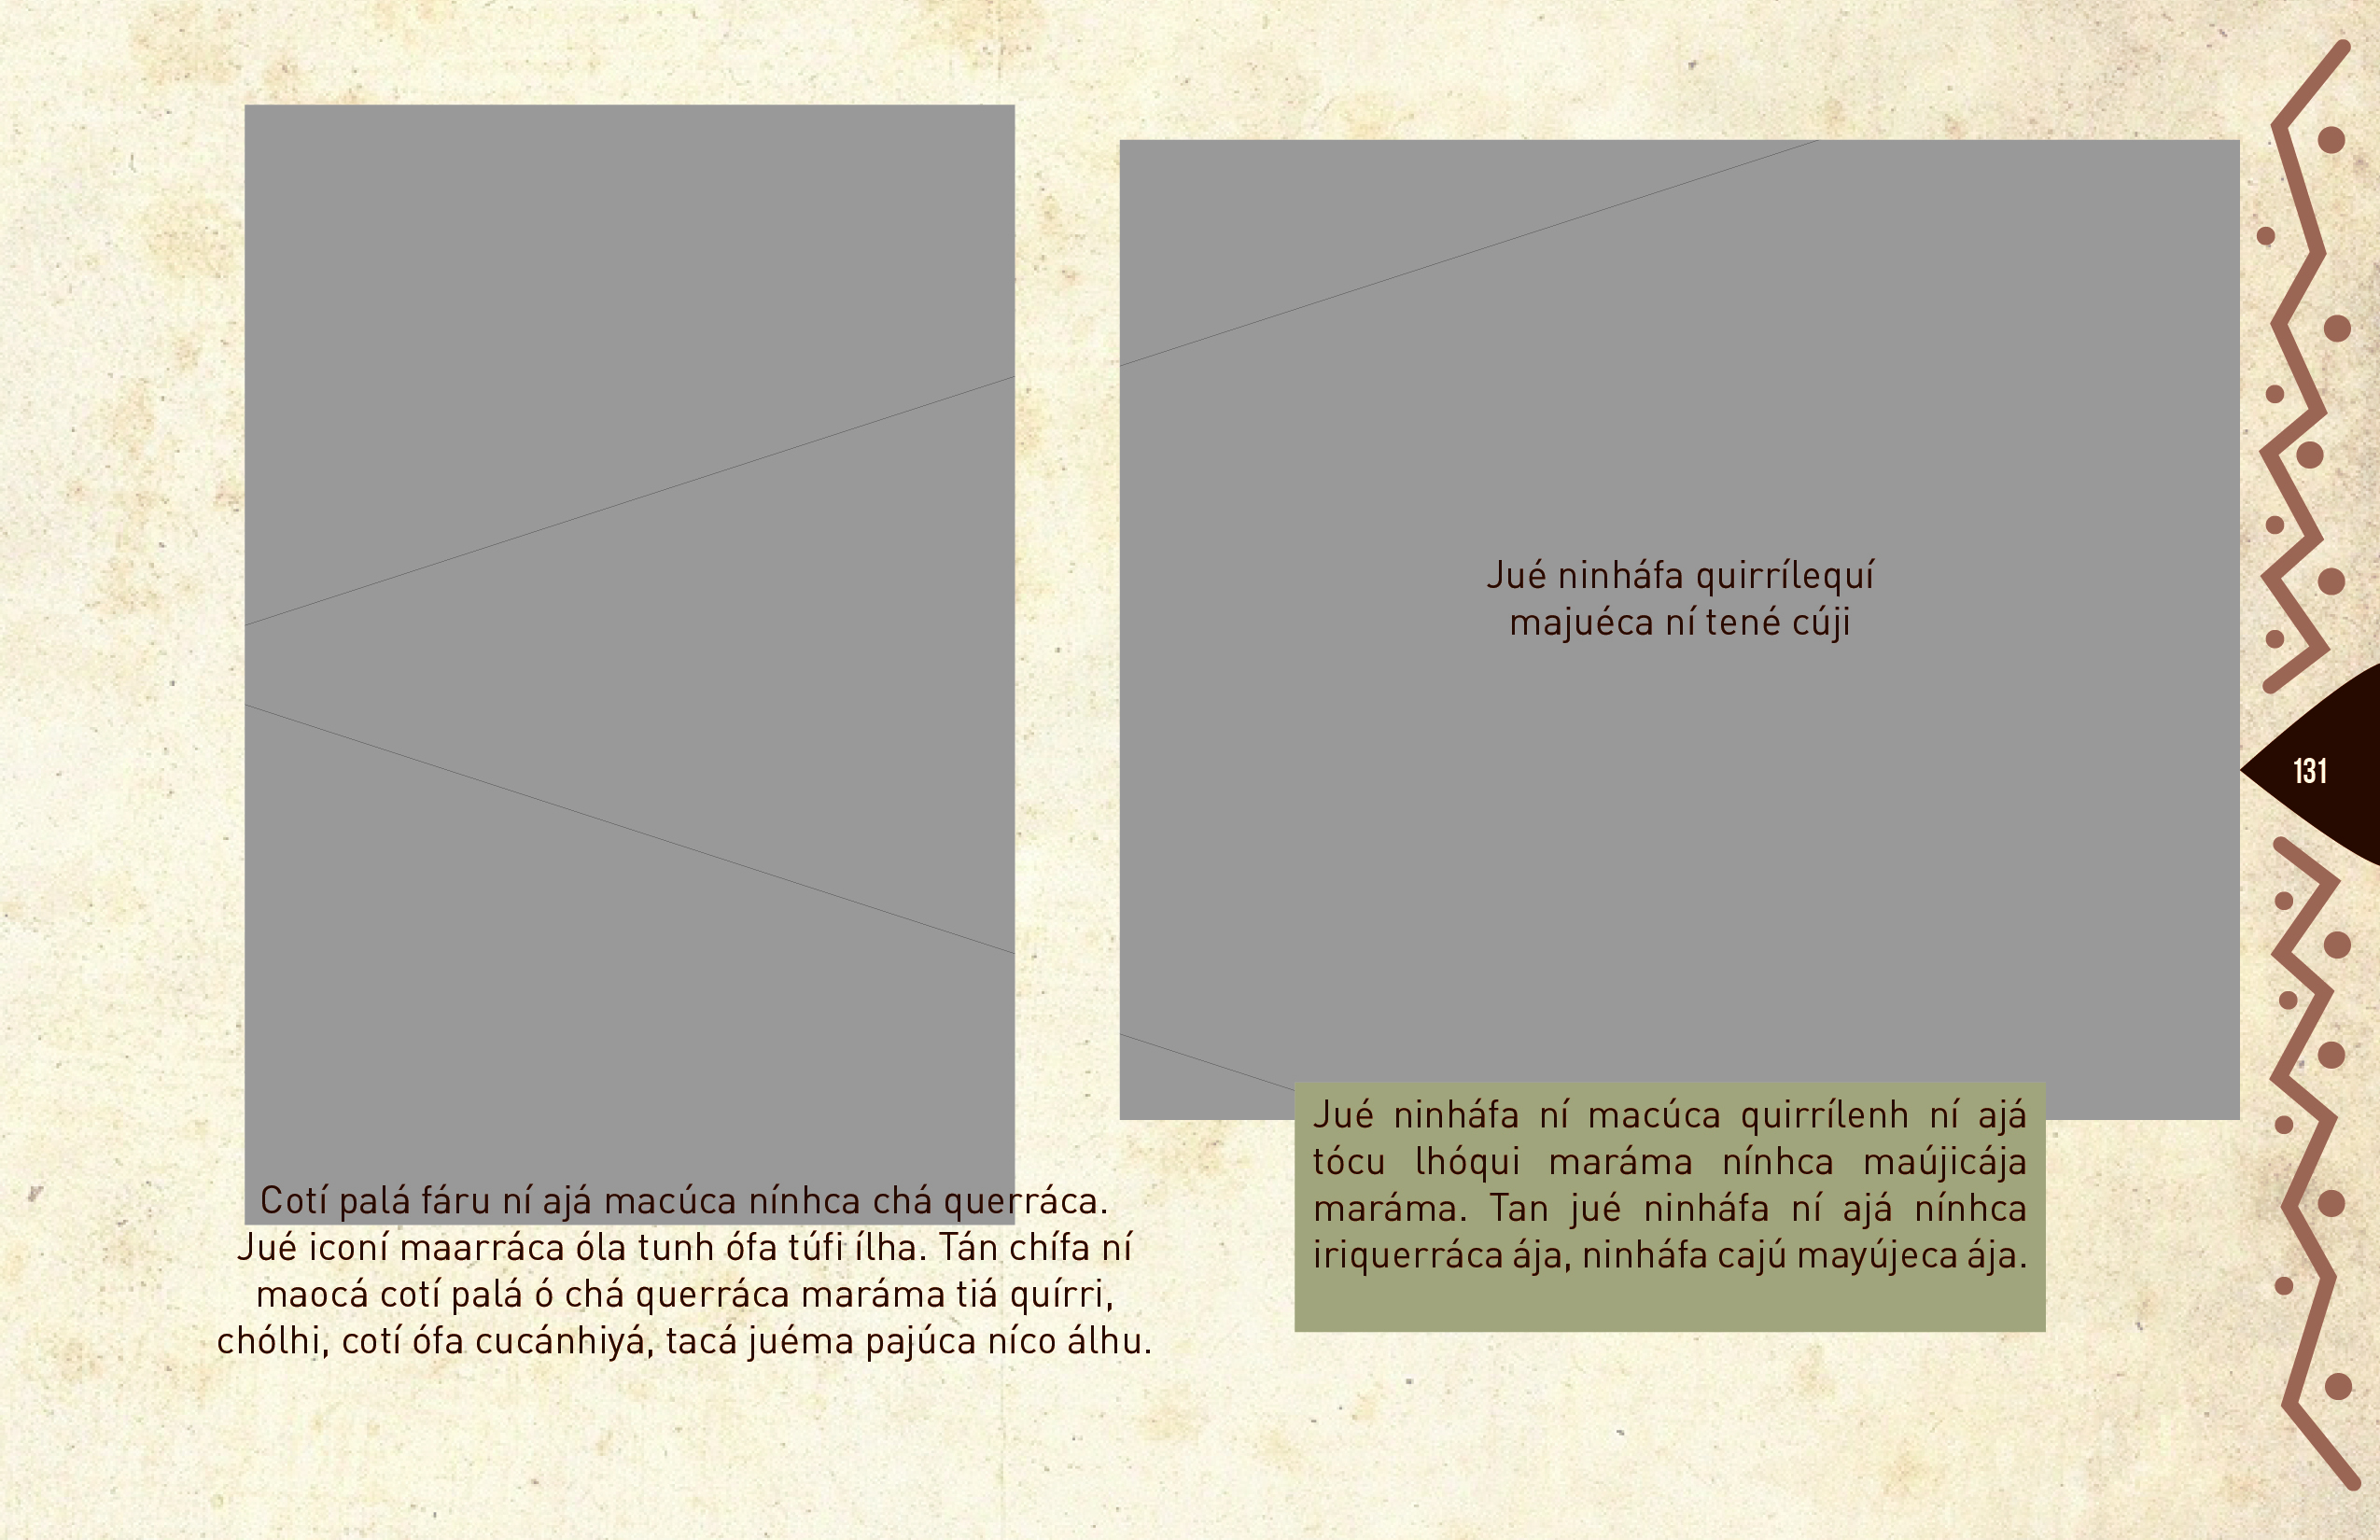 Cotí palá fáru ní ajá macúca nínhca chá querráca.
Jué iconí maarráca óla tunh ófa túfi ílha. Tán chífa ní
maocá cotí palá ó chá querráca maráma tiá quírri,
chólhi, cotí ófa cucánhiyá, tacá juéma pajúca níco álhu.
Jué ninháfa quirrílequí
majuéca ní tené cúji
Jué ninháfa ní macúca quirrílenh ní ajá
tócu lhóqui maráma nínhca maújicája
maráma. Tan jué ninháfa ní ajá nínhca
iriquerráca ája, ninháfa cajú mayújeca ája.
131